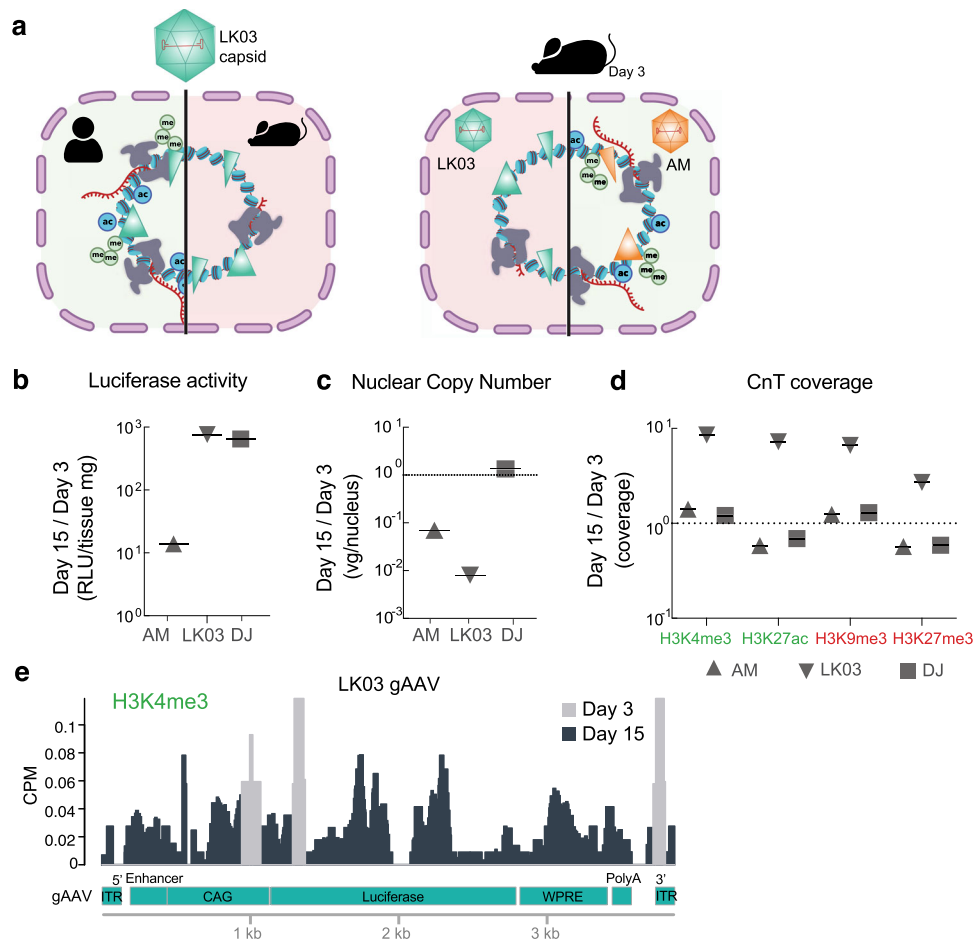 a
LK03
capsid
Day 3
me
me
me
ac
ac
me
me
me
ac
LK03
AM
ac
me
me
me
ac
me
me
me
ac
b
Luciferase activity
Day 15 / Day 3
(RLU/tissue mg)
10³
10²
10¹
10⁰
AM LK03 DJ
c
Nuclear Copy Number
Day 15 / Day 3
(vg/nucleus)
10¹
10⁰
10⁻¹
10⁻²
10⁻³
AM LK03 DJ
d
CnT coverage
Day 15 / Day 3
(coverage)
10¹
10⁰
10⁻¹
H3K4me3 H3K27ac H3K9me3 H3K27me3
AM LK03 DJ
e
LK03 gAAV
H3K4me3
Day 3
Day 15
CPM
0.1
0.08
0.06
0.04
0.02
0
5' Enhancer PolyA 3'
gAAV ITR CAG Luciferase WPRE ITR
1 kb 2 kb 3 kb